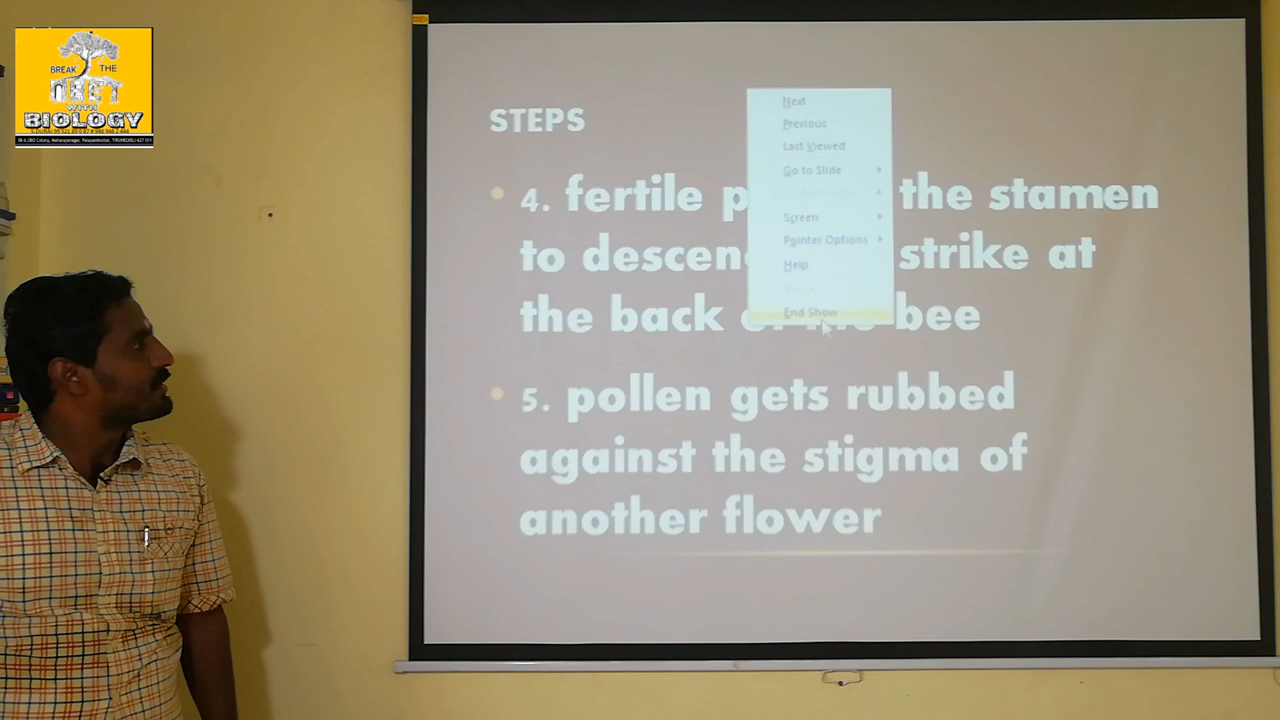 BREAK THE
NEET
WITH
BIOLOGY
STEPS
• 4. fertile p the stamen
to descen strike at
the back of the bee
• 5. pollen gets rubbed
against the stigma of
another flower
Next
Previous
Last Viewed
Go to Slide
Screen
Pointer Options
Help
End Show